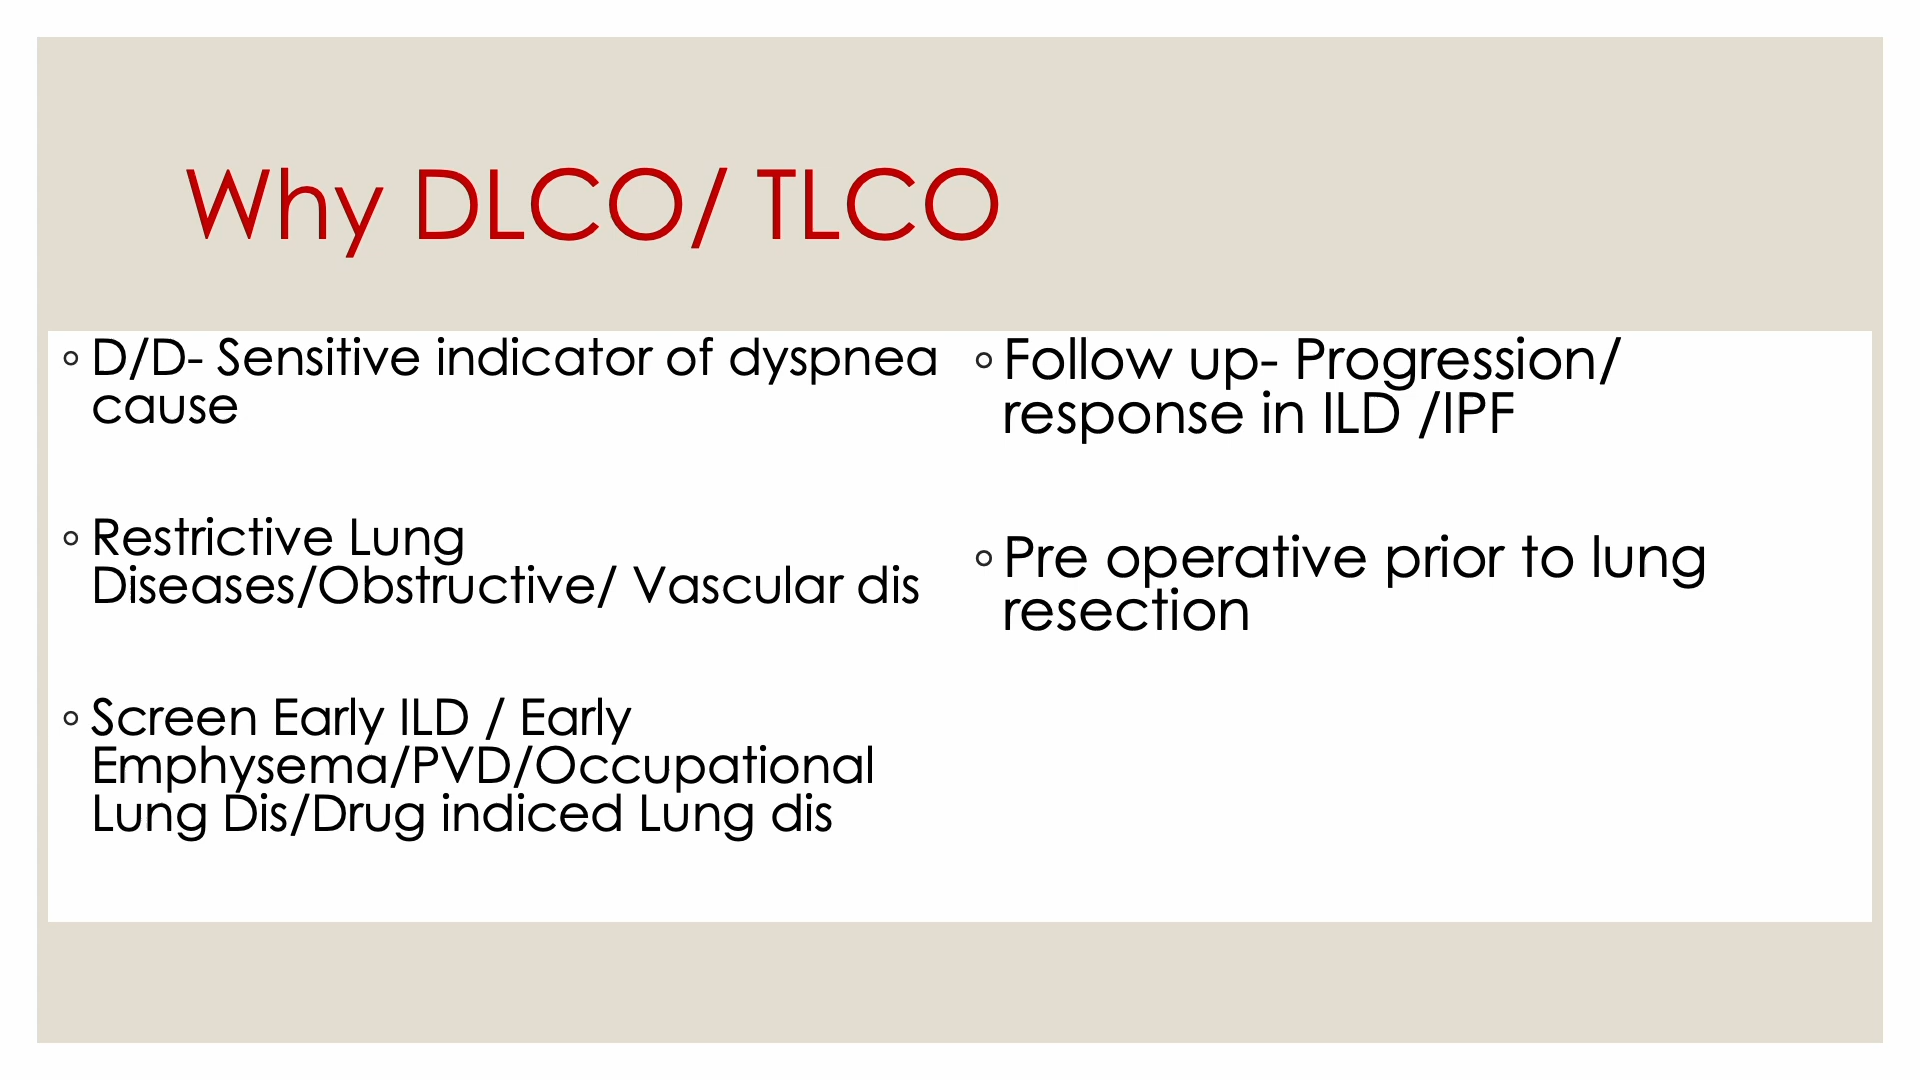 Why DLCO/ TLCO
◦ D/D- Sensitive indicator of dyspnea
cause
◦ Restrictive Lung
Diseases/Obstructive/ Vascular dis
◦ Screen Early ILD / Early
Emphysema/PVD/Occupational
Lung Dis/Drug indiced Lung dis
◦ Follow up- Progression/
response in ILD /IPF
◦ Pre operative prior to lung
resection